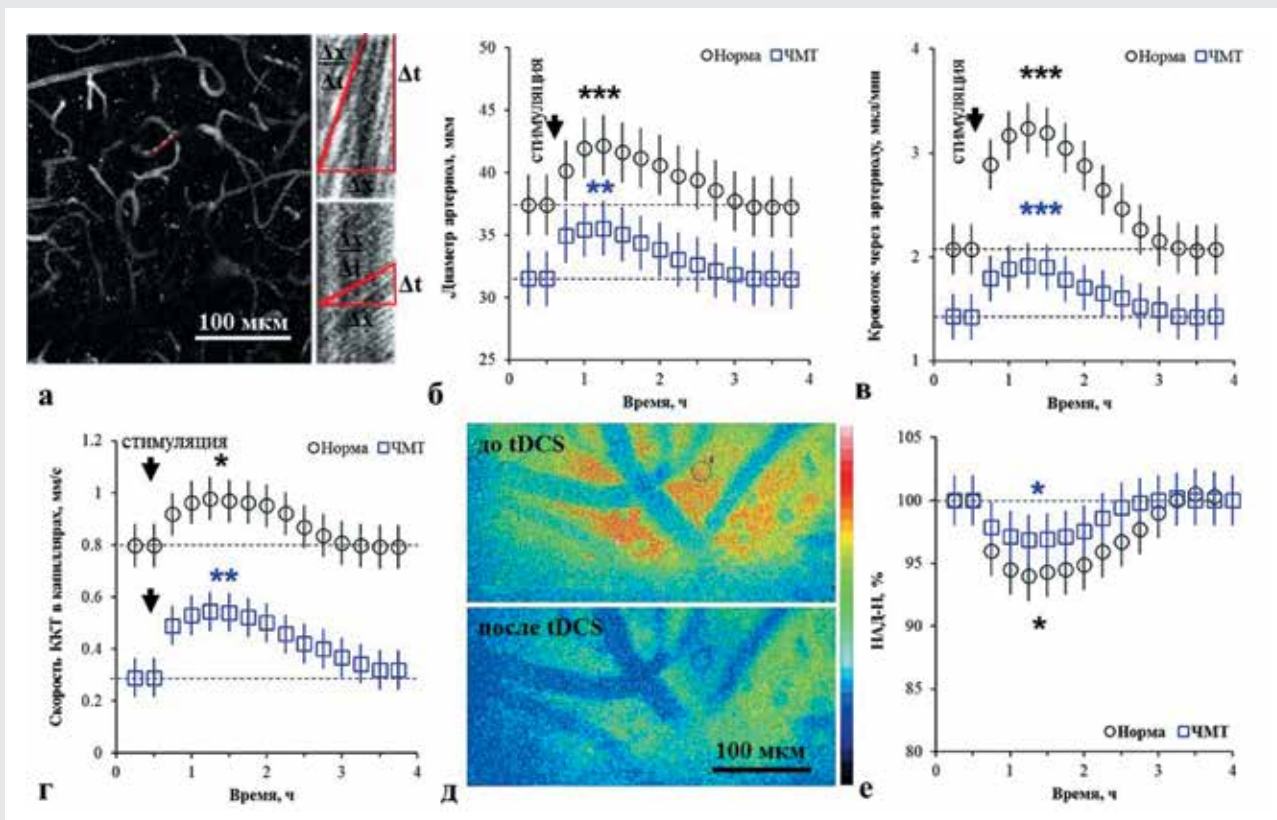 Δx
Δt
Δt
Δx
Δx
Δt
Δt
Δx
100 мкм
а
50
45
40
35
30
25
Диаметр артериол, мкм
стимуляция
○Норма □ЧМТ
***
**
0 1 2 3 4
Время, ч
б
4
3
2
1
Кровоток через артериолу, мкл/мин
стимуляция
○Норма □ЧМТ
***
***
0 1 2 3 4
Время, ч
в
1.2
1
0.8
0.6
0.4
0.2
0
Скорость ККТ в капиллярах, мм/с
стимуляция
○Норма □ЧМТ
*
**
0 1 2 3 4
Время, ч
г
до tDCS
после tDCS
100 мкм
д
105
100
95
90
85
80
НАД-Н, %
*
*
○Норма □ЧМТ
0 1 2 3 4
Время, ч
е